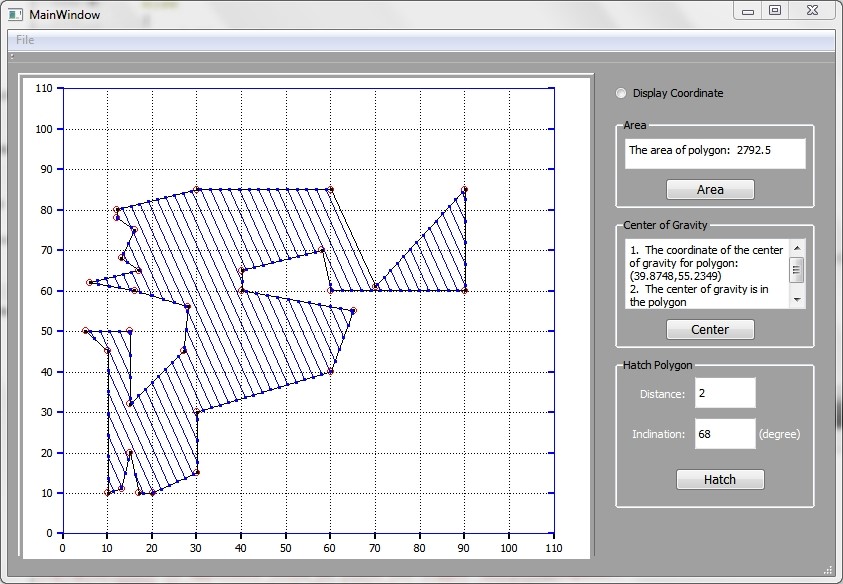 MainWindow
File
Display Coordinate
Area
The area of polygon: 2792.5
Area
Center of Gravity
1. The coordinate of the center
of gravity for polygon:
(39.8748,55.2349)
2. The center of gravity is in
the polygon
Center
Hatch Polygon
Distance: 2
Inclination: 68 (degree)
Hatch
110
100
90
80
70
60
50
40
30
20
10
0
0 10 20 30 40 50 60 70 80 90 100 110